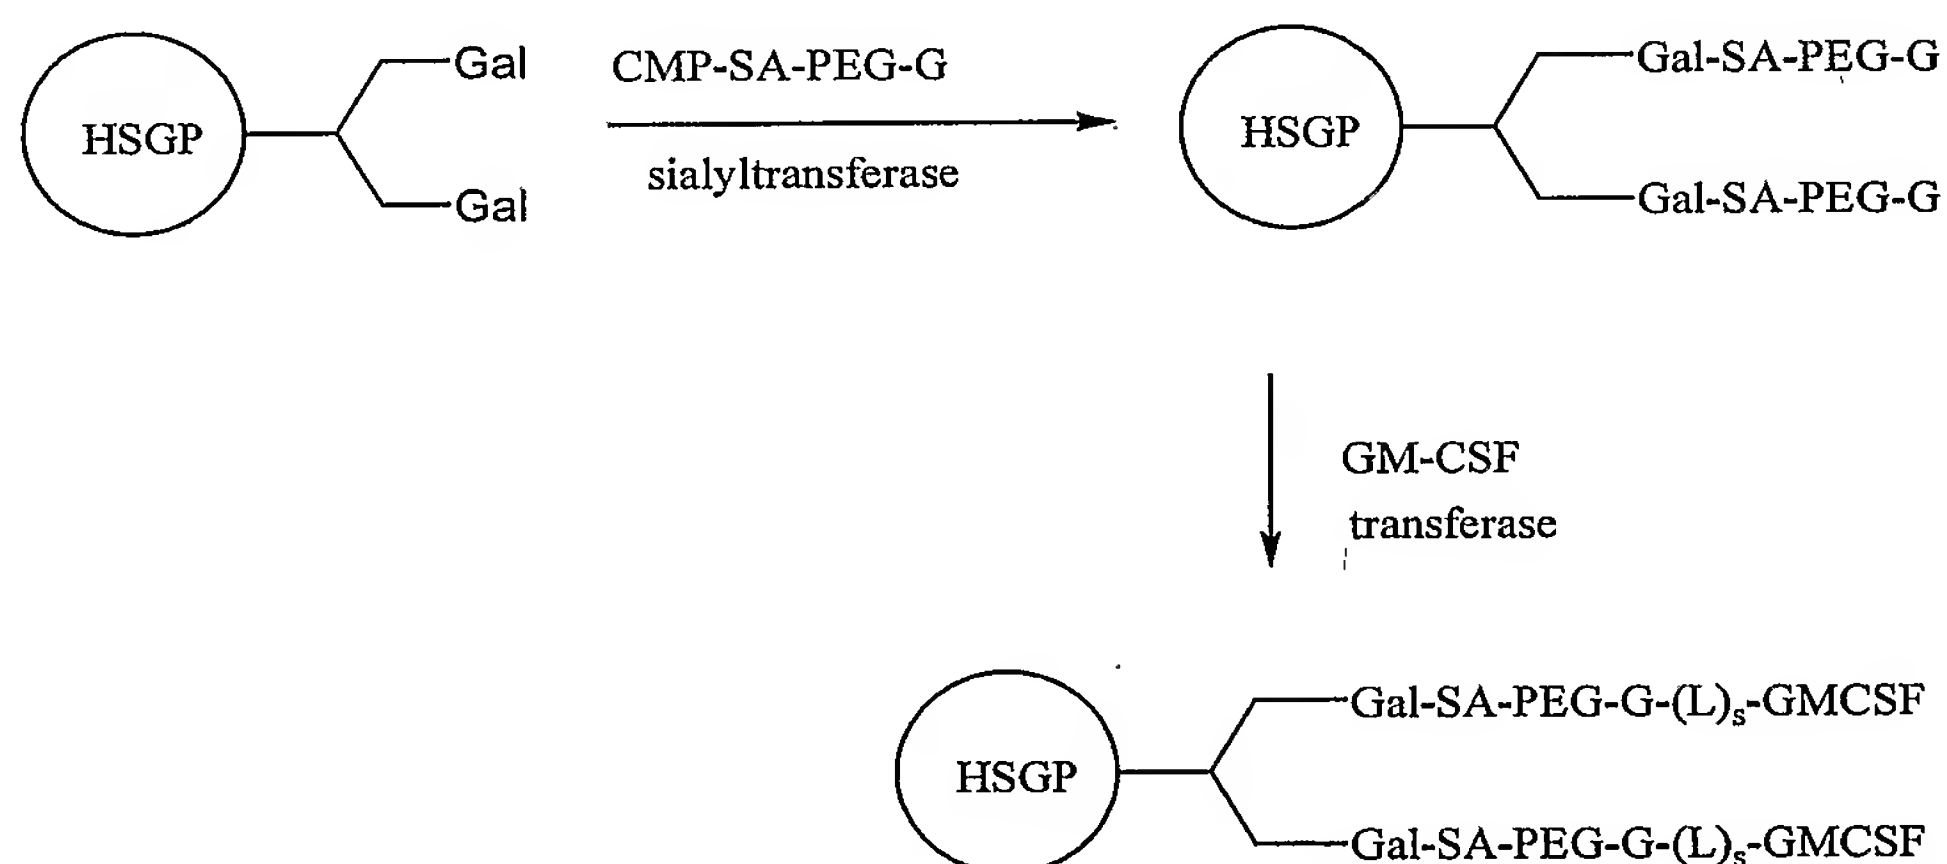 Gal
CMP-SA-PEG-G
Gal-SA-PEG-G
HSGP
HSGP
sialyltransferase
Gal
Gal-SA-PEG-G
GM-CSF
transferase
Gal-SA-PEG-G-(L)s-GMCSF
HSGP
Gal-SA-PEG-G-(L)s-GMCSF